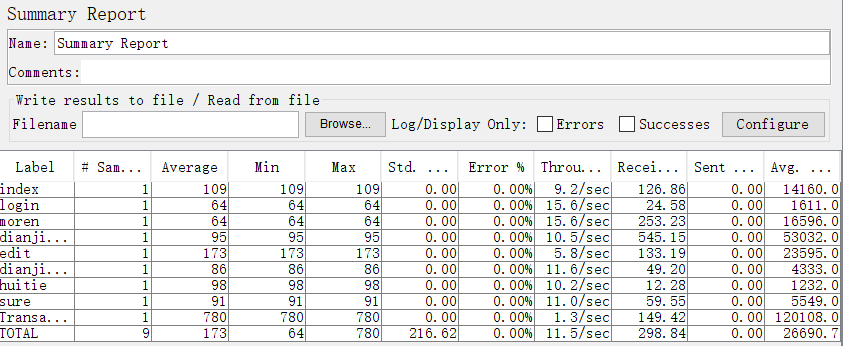 Summary Report
Name: Summary Report
Comments:
Write results to file / Read from file
Filename Browse... Log/Display Only: Errors Successes Configure
Label # Sam... Average Min Max Std. ... Error % Throu... Recei... Sent ... Avg. ...
index 1 109 109 109 0.00 0.00% 9.2/sec 126.86 0.00 14160.0
login 1 64 64 64 0.00 0.00% 15.6/sec 24.58 0.00 1611.0
moren 1 64 64 64 0.00 0.00% 15.6/sec 253.23 0.00 16596.0
dianji... 1 95 95 95 0.00 0.00% 10.5/sec 545.15 0.00 53032.0
edit 1 173 173 173 0.00 0.00% 5.8/sec 133.19 0.00 23595.0
dianji... 1 86 86 86 0.00 0.00% 11.6/sec 49.20 0.00 4333.0
huitie 1 98 98 98 0.00 0.00% 10.2/sec 12.28 0.00 1232.0
sure 1 91 91 91 0.00 0.00% 11.0/sec 59.55 0.00 5549.0
Transa... 1 780 780 780 0.00 0.00% 1.3/sec 149.42 0.00 120108.0
TOTAL 9 173 64 780 216.62 0.00% 11.5/sec 298.84 0.00 26690.7